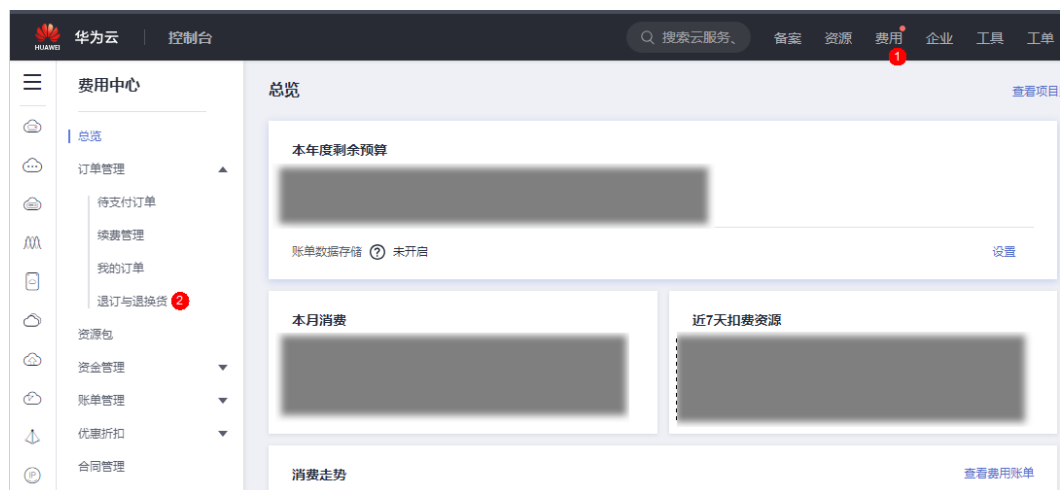 HUAWEI 华为云 控制台 搜索云服务、 备案 资源 费用 企业 工具 工单
1
费用中心
总览
订单管理
待支付订单
续费管理
我的订单
退订与退换货 2
资源包
资金管理
账单管理
优惠折扣
合同管理
总览 查看项目
本年度剩余预算
账单数据存储 ? 未开启 设置
本月消费 近7天扣费资源
消费走势 查看费用账单